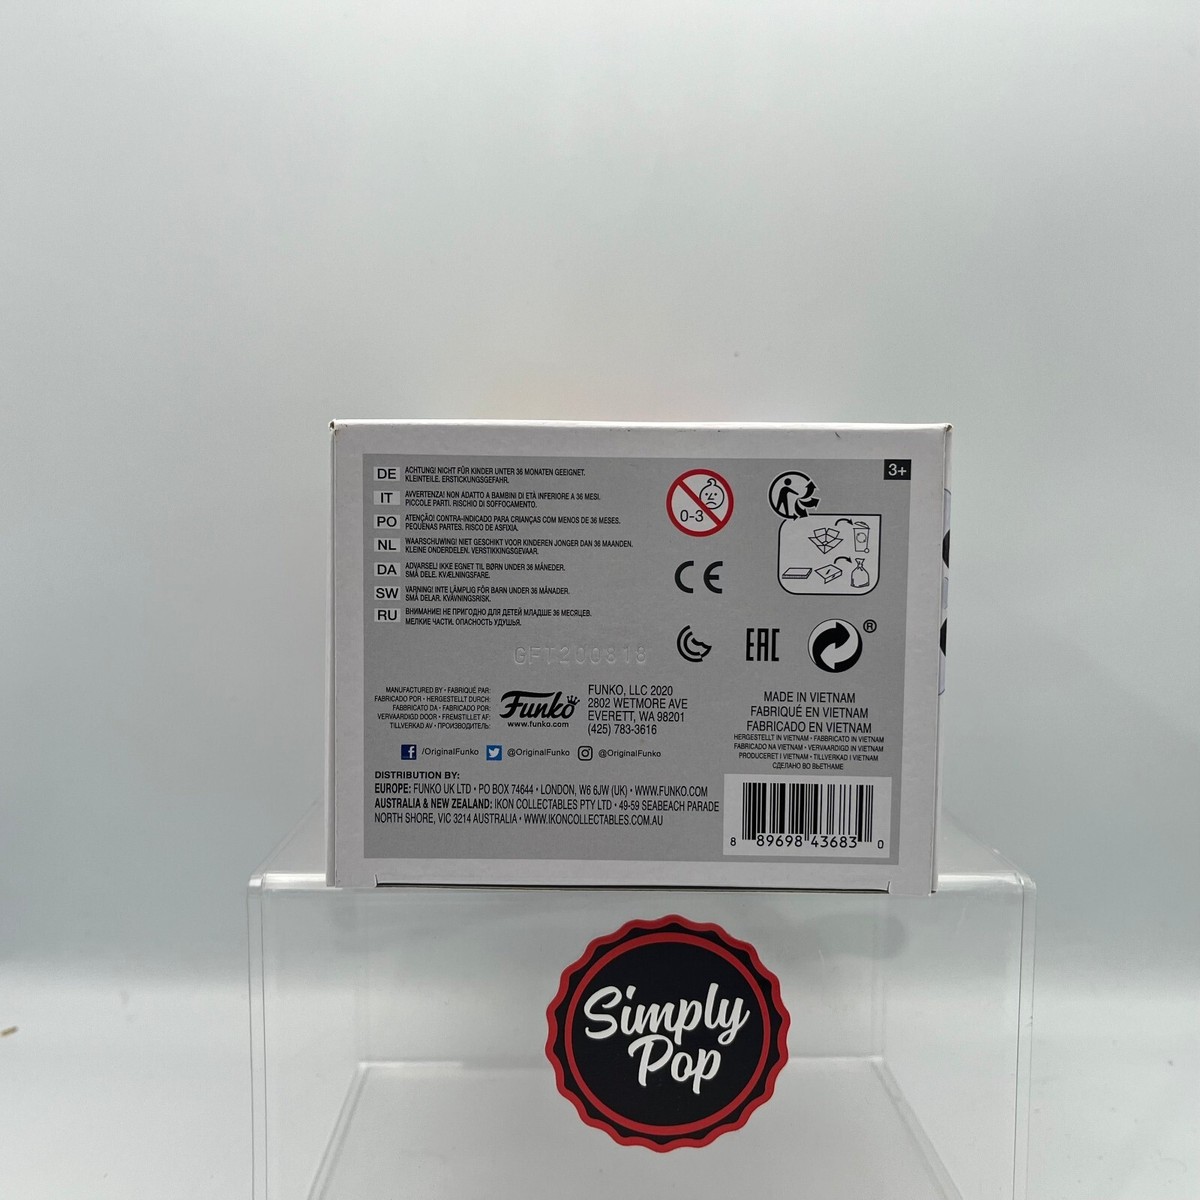 3+
DE ACHTUNG! NICHT FÜR KINDER UNTER 36 MONATEN GEEIGNET.
KLEINTEILE. ERSTICKUNGSGEFAHR.
IT AVVERTENZA! NON ADATTO A BAMBINI DI ETÀ INFERIORE A 36 MESI.
PICCOLE PARTI. RISCHIO DI SOFFOCAMENTO.
PO ATENÇÃO! CONTRA-INDICADO PARA CRIANÇAS COM MENOS DE 36 MESES.
PEQUENAS PARTES. RISCO DE ASFIXIA.
NL WAARSCHUWING! NIET GESCHIKT VOOR KINDEREN JONGER DAN 36 MAANDEN.
KLEINE ONDERDELEN. VERSTIKKINGSGEVAAR.
DA ADVARSEL! IKKE EGNET TIL BØRN UNDER 36 MÅNEDER.
SMÅ DELE. KVÆLNINGSFARE.
SW VARNING! INTE LÄMPLIG FÖR BARN UNDER 36 MÅNADER.
SMÅ DELAR. KVÄVNINGSRISK.
RU ВНИМАНИЕ! НЕ ПРИГОДНО ДЛЯ ДЕТЕЙ МЛАДШЕ 36 МЕСЯЦЕВ.
МЕЛКИЕ ЧАСТИ. ОПАСНОСТЬ УДУШЬЯ.
0-3
CE
EAC
®
GFT200818
MANUFACTURED BY • FABRIQUÉ PAR:
FABRICADO POR • HERGESTELLT DURCH:
FABBRICATO DA • FABRICADO POR:
VERVAARDIGD DOOR • FREMSTILLET AF:
TILLVERKAD AV • ПРОИЗВОДИТЕЛЬ:
Funko
www.funko.com
FUNKO, LLC 2020
2802 WETMORE AVE
EVERETT, WA 98201
(425) 783-3616
/OriginalFunko @OriginalFunko @OriginalFunko
MADE IN VIETNAM
FABRIQUÉ EN VIETNAM
FABRICADO EN VIETNAM
HERGESTELLT IN VIETNAM • FABBRICATO IN VIETNAM
FABRICADO NA VIETNAM • VERVAARDIGD IN VIETNAM
PRODUCERET I VIETNAM • TILLVERKAD I VIETNAM
СДЕЛАНО ВО ВЬЕТНАМЕ
DISTRIBUTION BY:
EUROPE: FUNKO UK LTD • PO BOX 74644 • LONDON, W6 6JW (UK) • WWW.FUNKO.COM
AUSTRALIA & NEW ZEALAND: IKON COLLECTABLES PTY LTD • 49-59 SEABEACH PARADE
NORTH SHORE, VIC 3214 AUSTRALIA • WWW.IKONCOLLECTABLES.COM.AU
8 89698 43683 0
Simply
Pop